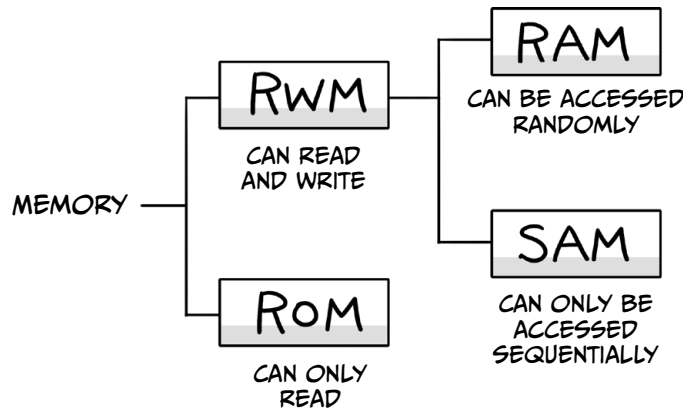 MEMORY
RWM
CAN READ
AND WRITE
ROM
CAN ONLY
READ
RAM
CAN BE ACCESSED
RANDOMLY
SAM
CAN ONLY BE
ACCESSED
SEQUENTIALLY